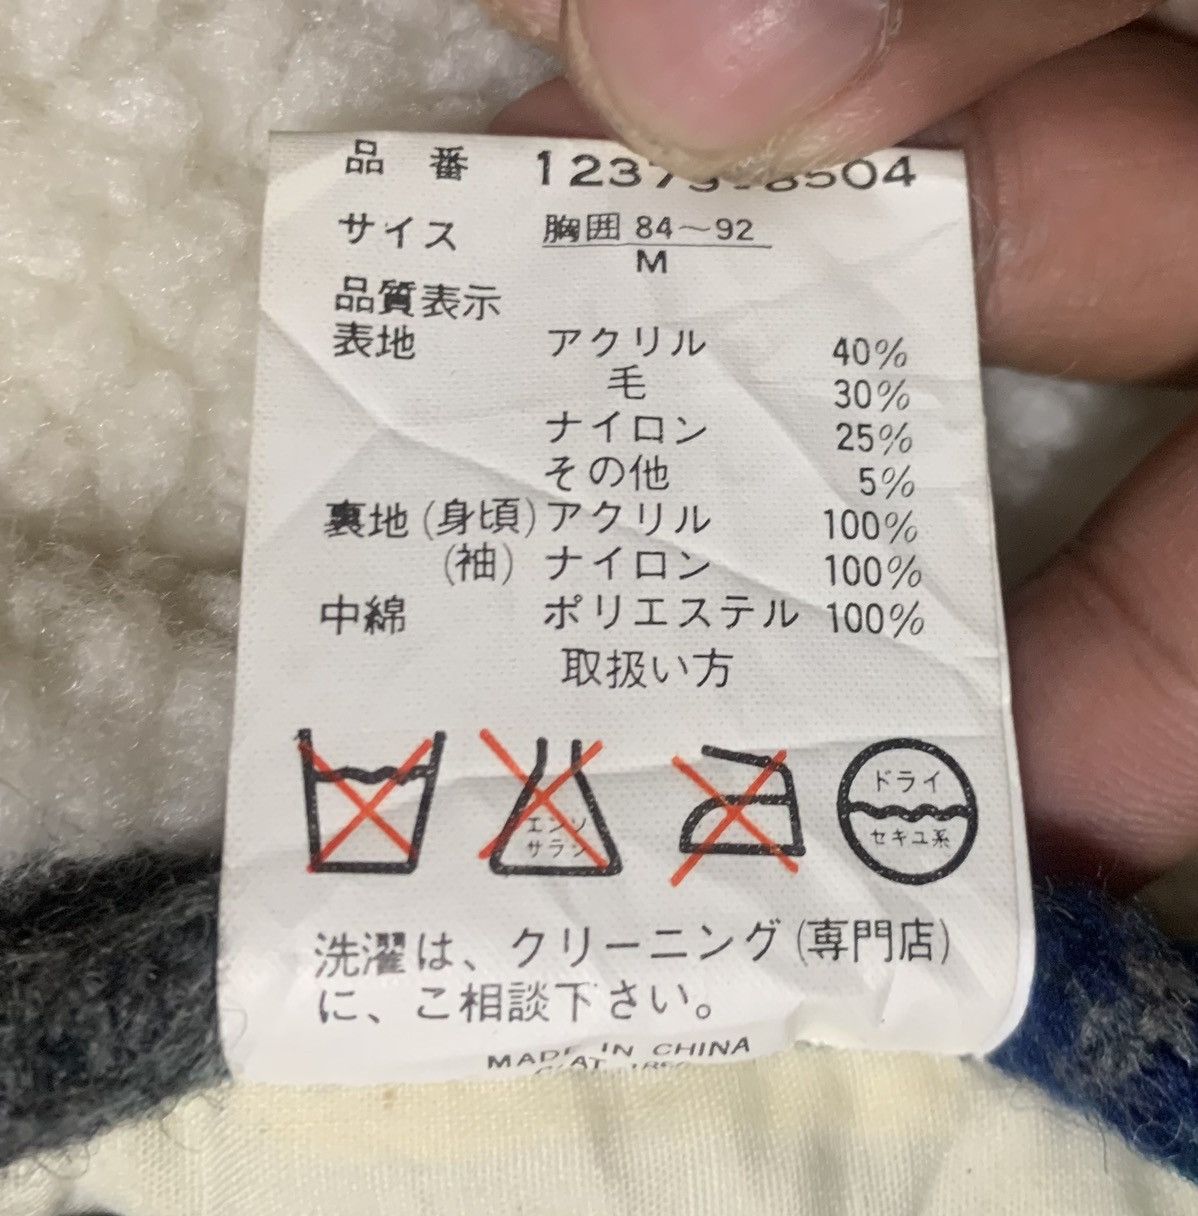 品番
サイズ 胸囲 84〜92
M
品質表示
表地 アクリル 40%
毛 30%
ナイロン 25%
その他 5%
裏地 (身頃) アクリル 100%
(袖) ナイロン 100%
中綿 ポリエステル 100%
取扱い方
エンソ
サラシ
ドライ
セキユ系
洗濯は、クリーニング(専門店)
に、ご相談下さい。
MADE IN CHINA